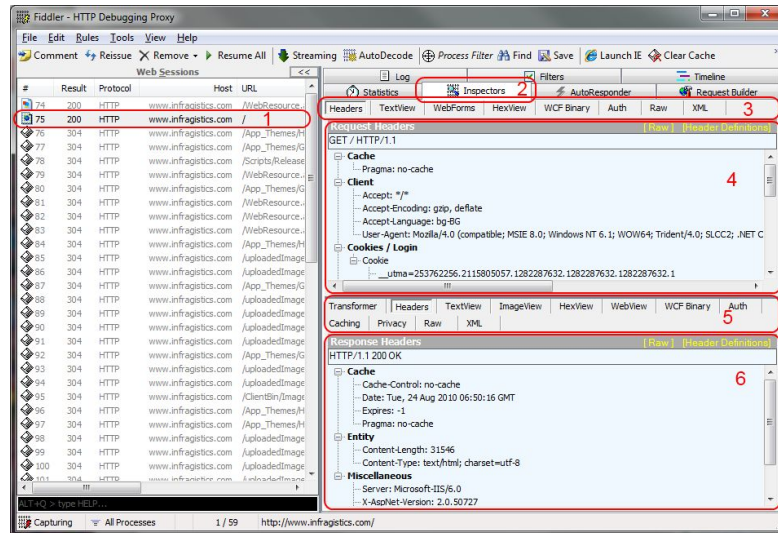 Fiddler - HTTP Debugging Proxy
File Edit Rules Tools View Help
Comment Reissue Remove Resume All Streaming AutoDecode Process Filter Find Save Launch IE Clear Cache
Web Sessions <<
# Result Protocol Host URL
74 200 HTTP www.infragistics.com /WebResource.
75 200 HTTP www.infragistics.com /
1
76 304 HTTP www.infragistics.com /App_Themes/H
77 304 HTTP www.infragistics.com /App_Themes/G
78 304 HTTP www.infragistics.com /Scripts/Release
79 304 HTTP www.infragistics.com /WebResource.
80 304 HTTP www.infragistics.com /App_Themes/G
81 304 HTTP www.infragistics.com /WebResource.
82 304 HTTP www.infragistics.com /WebResource.
83 304 HTTP www.infragistics.com /WebResource.
84 304 HTTP www.infragistics.com /App_Themes/H
85 304 HTTP www.infragistics.com /uploadedImage
86 304 HTTP www.infragistics.com /uploadedImage
87 304 HTTP www.infragistics.com /App_Themes/G
88 304 HTTP www.infragistics.com /uploadedImage
89 304 HTTP www.infragistics.com /uploadedImage
90 304 HTTP www.infragistics.com /uploadedImage
91 304 HTTP www.infragistics.com /uploadedImage
92 304 HTTP www.infragistics.com /App_Themes/G
93 304 HTTP www.infragistics.com /uploadedImage
94 304 HTTP www.infragistics.com /uploadedImage
95 304 HTTP www.infragistics.com /ClientBin/Image
96 304 HTTP www.infragistics.com /App_Themes/H
97 304 HTTP www.infragistics.com /App_Themes/H
98 304 HTTP www.infragistics.com /uploadedImage
99 304 HTTP www.infragistics.com /uploadedImage
100 304 HTTP www.infragistics.com /uploadedImage
101 304 HTTP www.infragistics.com /uploadedImage
ALT+Q > type HELP...
Log Filters Timeline
Statistics Inspectors 2 AutoResponder Request Builder
Headers TextView WebForms HexView WCF Binary Auth Raw XML 3
Request Headers [ Raw ] [Header Definitions]
GET / HTTP/1.1
Cache
Pragma: no-cache
4
Client
Accept: */*
Accept-Encoding: gzip, deflate
Accept-Language: bg-BG
User-Agent: Mozilla/4.0 (compatible; MSIE 8.0; Windows NT 6.1; WOW64; Trident/4.0; SLCC2; .NET C
Cookies / Login
Cookie
__utma=253762256.2115805057.1282287632.1282287632.1282287632.1
Transformer Headers TextView ImageView HexView WebView WCF Binary Auth
Caching Privacy Raw XML 5
Response Headers [ Raw ] [Header Definitions]
HTTP/1.1 200 OK
Cache
6
Cache-Control: no-cache
Date: Tue, 24 Aug 2010 06:50:16 GMT
Expires: -1
Pragma: no-cache
Entity
Content-Length: 31546
Content-Type: text/html; charset=utf-8
Miscellaneous
Server: Microsoft-IIS/6.0
X-AspNet-Version: 2.0.50727
Capturing All Processes 1 / 59 http://www.infragistics.com/